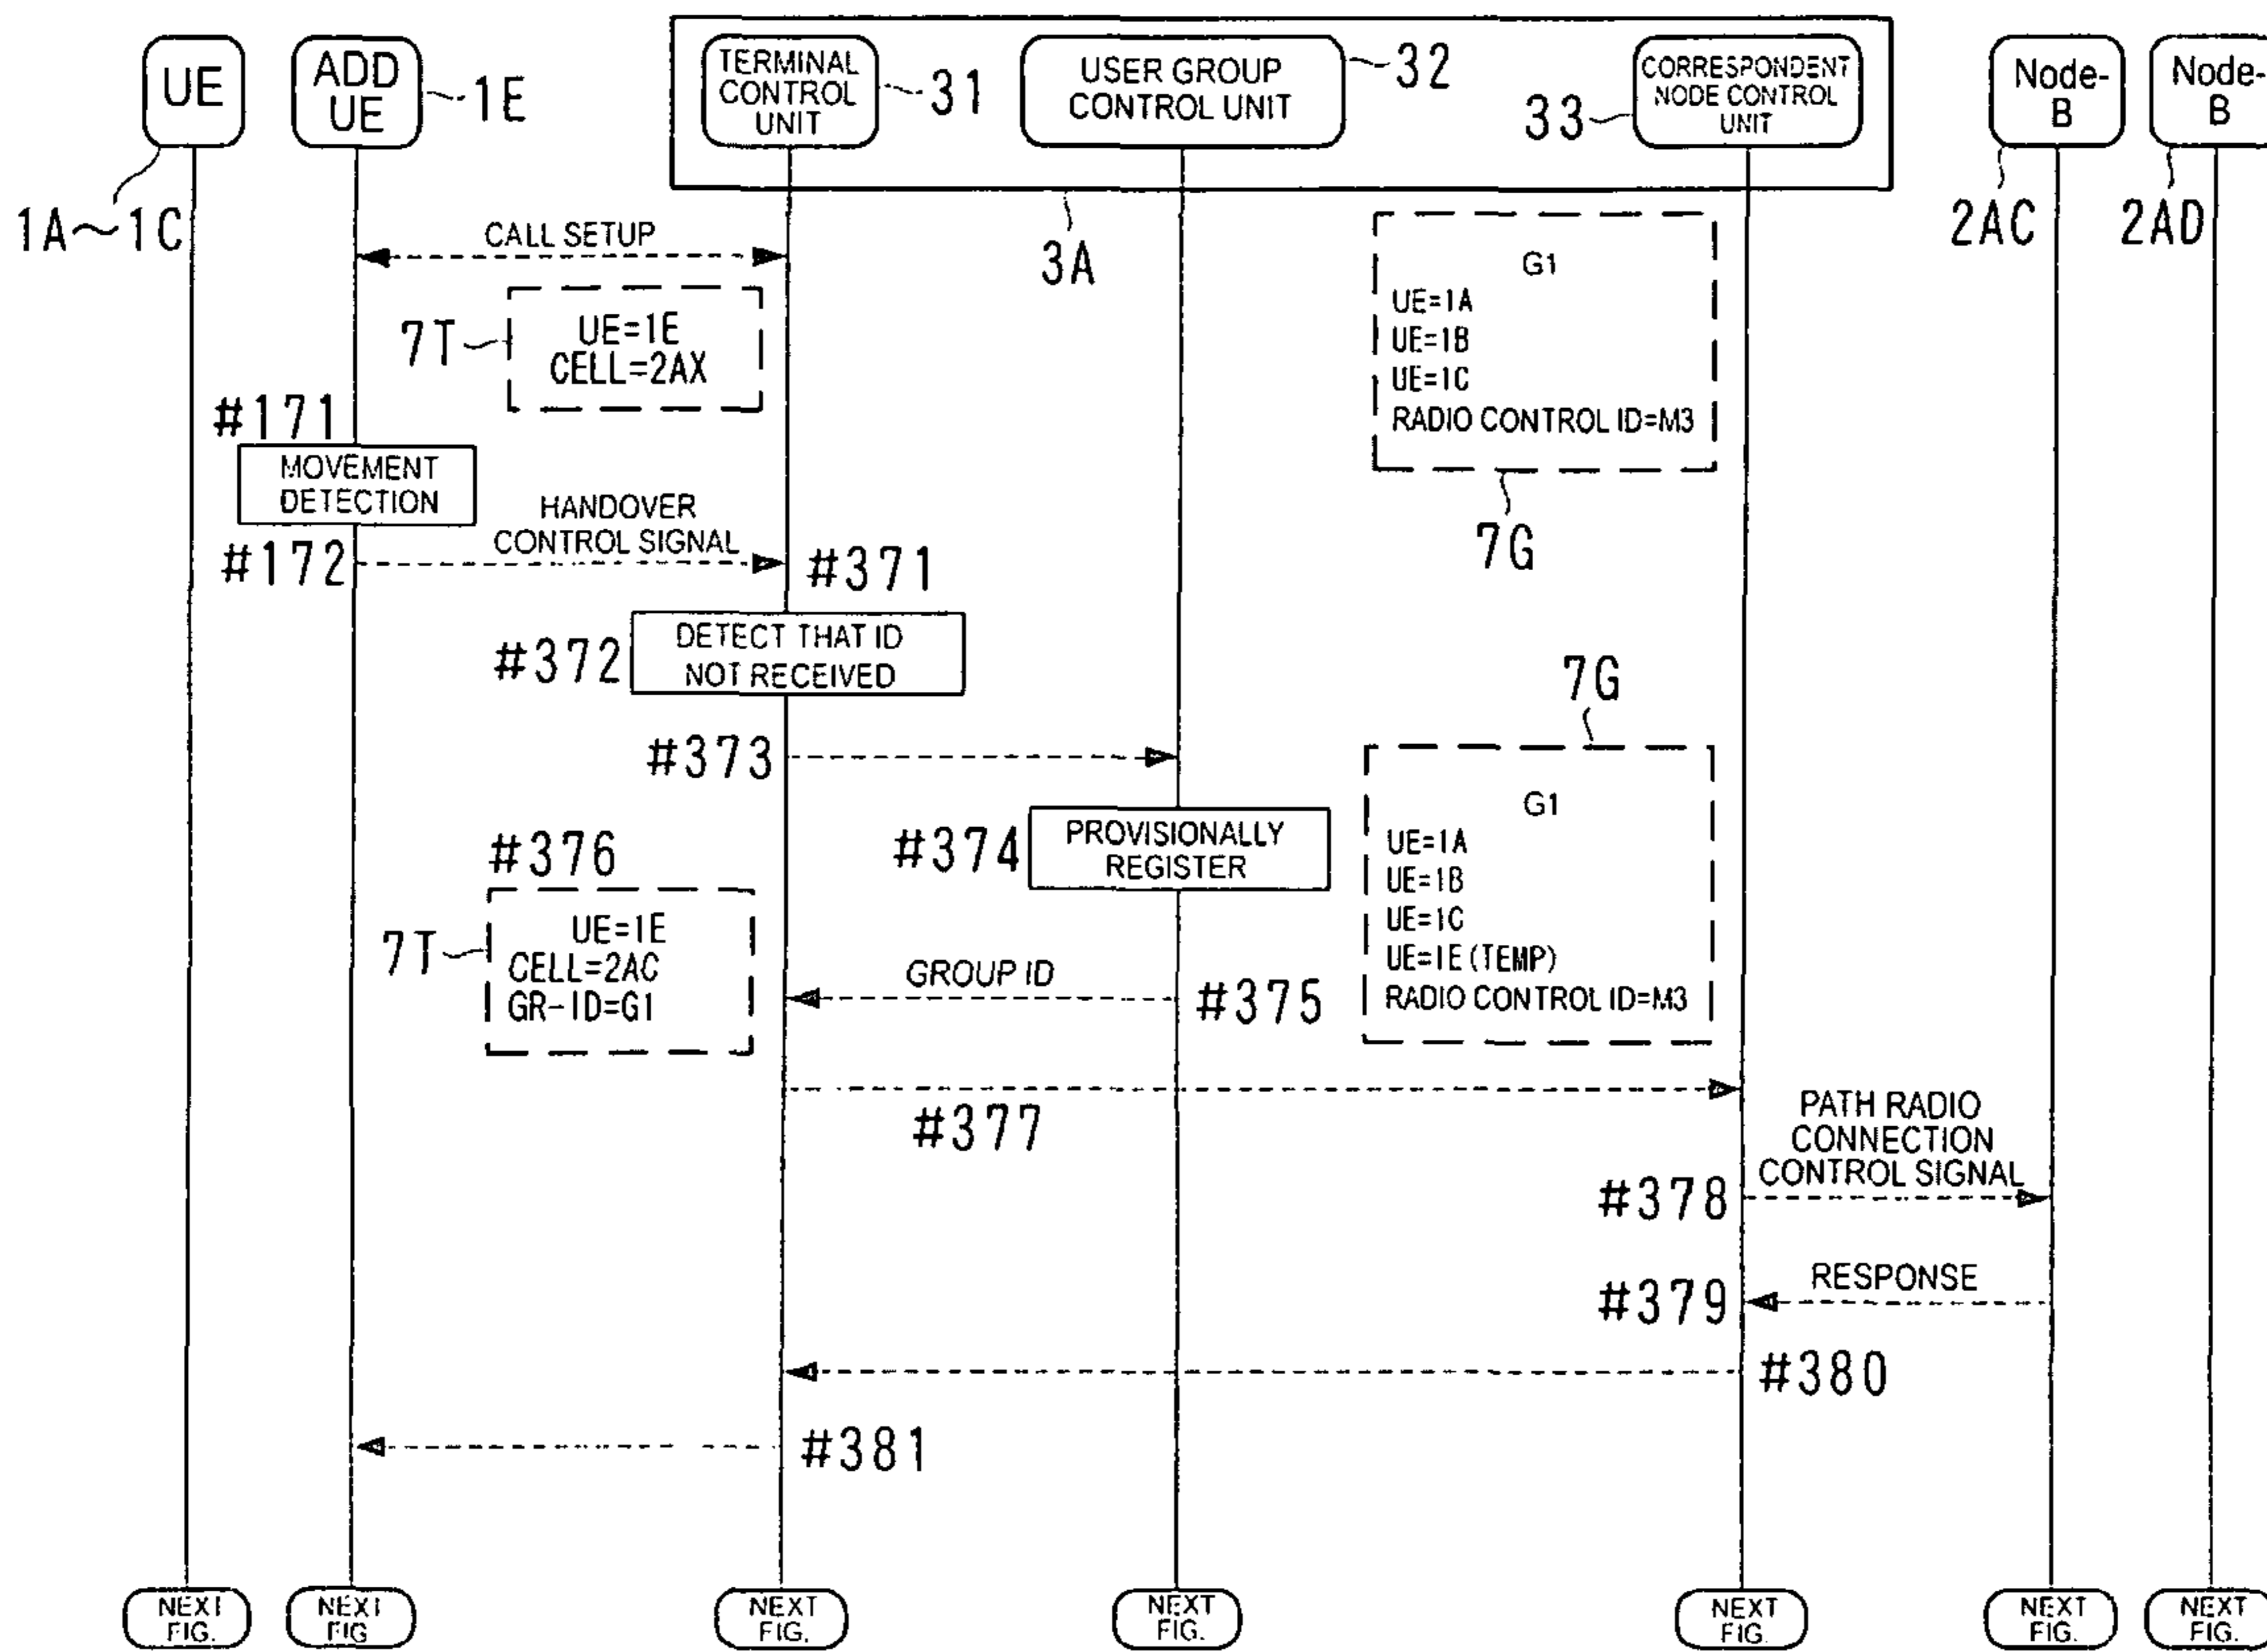 UE
ADD
UE
1E
TERMINAL
CONTROL
UNIT
31
USER GROUP
CONTROL UNIT
32
33
CORRESPONDENT
NODE CONTROL
UNIT
Node-
B
Node-
B
1A~1C
3A
2AC
2AD
CALL SETUP
7T
UE=1E
CELL=2AX
G1
UE=1A
UE=1B
UE=1C
RADIO CONTROL ID=M3
7G
#171
MOVEMENT
DETECTION
HANDOVER
CONTROL SIGNAL
#172
#371
#372
DETECT THAT ID
NOT RECEIVED
#373
7G
#374
PROVISIONALLY
REGISTER
G1
UE=1A
UE=1B
UE=1C
UE=1E (TEMP)
RADIO CONTROL ID=M3
#376
7T
UE=1E
CELL=2AC
GR-ID=G1
GROUP ID
#375
#377
PATH RADIO
CONNECTION
CONTROL SIGNAL
#378
RESPONSE
#379
#380
#381
NEXT
FIG.
NEXT
FIG
NEXT
FIG.
NEXT
FIG.
NEXT
FIG.
NEXT
FIG.
NEXT
FIG.